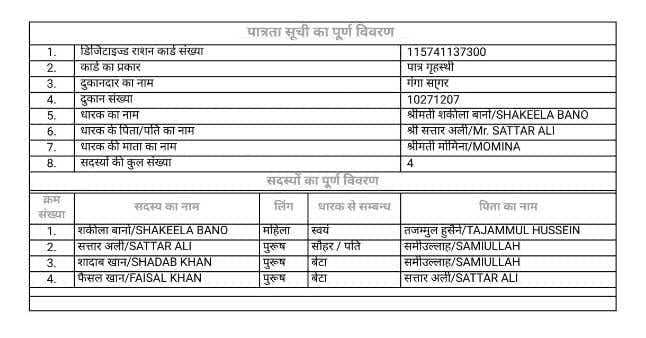 पात्रता सूची का पूर्ण विवरण
1. डिजिटाइज्ड राशन कार्ड संख्या 115741137300
2. कार्ड का प्रकार पात्र गृहस्थी
3. दुकानदार का नाम गंगा सागर
4. दुकान संख्या 10271207
5. धारक का नाम श्रीमती शकीला बानो/SHAKEELA BANO
6. धारक के पिता/पति का नाम श्री सत्तार अली/Mr. SATTAR ALI
7. धारक की माता का नाम श्रीमती मोमिना/MOMINA
8. सदस्यों की कुल संख्या 4
सदस्यों का पूर्ण विवरण
क्रम संख्या सदस्य का नाम लिंग धारक से सम्बन्ध पिता का नाम
1. शकीला बानो/SHAKEELA BANO महिला स्वयं तजम्मुल हुसैन/TAJAMMUL HUSSEIN
2. सत्तार अली/SATTAR ALI पुरूष सौहर / पति समीउल्लाह/SAMIULLAH
3. शादाब खान/SHADAB KHAN पुरूष बेटा समीउल्लाह/SAMIULLAH
4. फैसल खान/FAISAL KHAN पुरूष बेटा सत्तार अली/SATTAR ALI